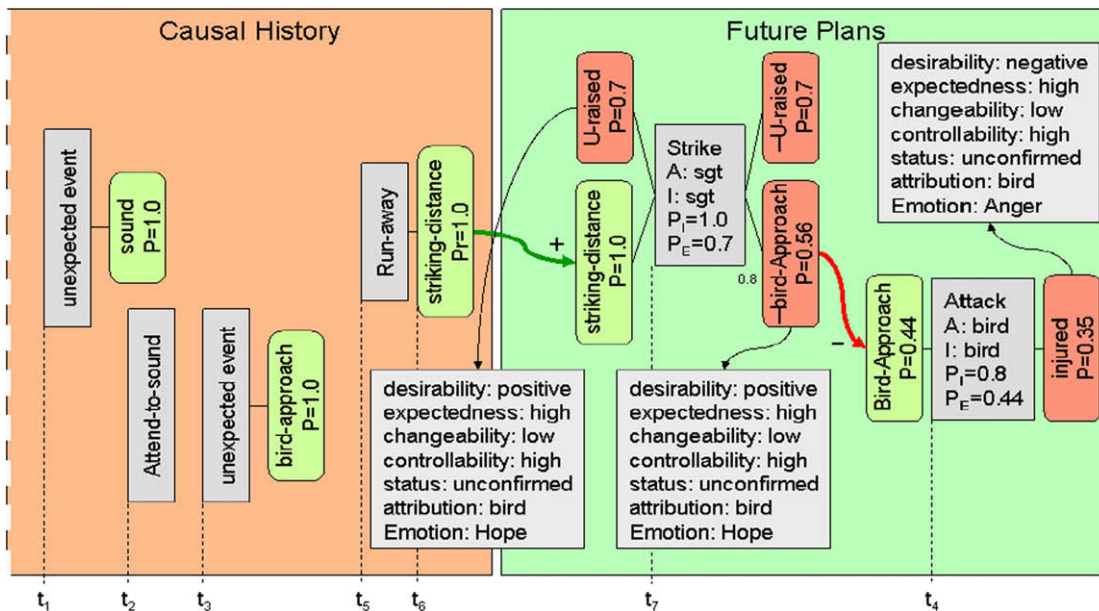 Causal History
Future Plans
unexpected event
sound
P=1.0
Attend-to-sound
unexpected event
bird-approach
P=1.0
Run-away
striking-distance
Pr=1.0
+
U-raised
P=0.7
striking-distance
P=1.0
Strike
A: sgt
I: sgt
PI=1.0
PE=0.7
¬U-raised
P=0.7
0.8
¬bird-Approach
P=0.56
–
Bird-Approach
P=0.44
Attack
A: bird
I: bird
PI=0.8
PE=0.44
injured
P=0.35
desirability: negative
expectedness: high
changeability: low
controllability: high
status: unconfirmed
attribution: bird
Emotion: Anger
desirability: positive
expectedness: high
changeability: low
controllability: high
status: unconfirmed
attribution: bird
Emotion: Hope
desirability: positive
expectedness: high
changeability: low
controllability: high
status: unconfirmed
attribution: bird
Emotion: Hope
t1
t2
t3
t5
t6
t7
t4